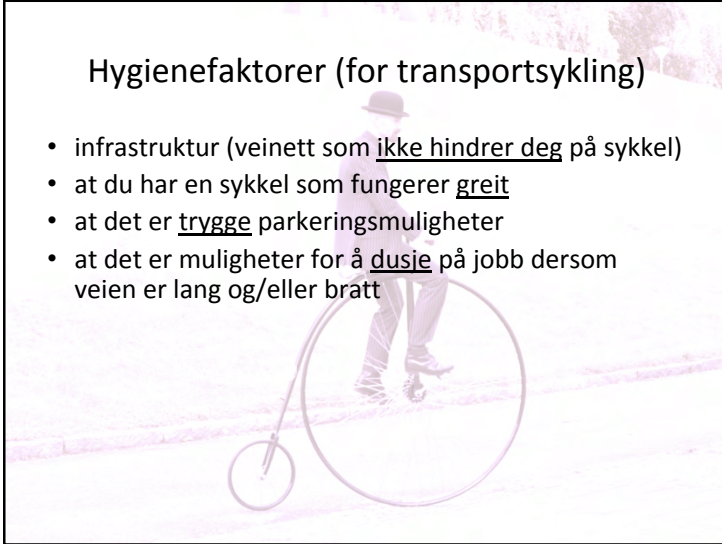 Hygienefaktorer (for transportsykling)
• infrastruktur (veinett som ikke hindrer deg på sykkel)
• at du har en sykkel som fungerer greit
• at det er trygge parkeringsmuligheter
• at det er muligheter for å dusje på jobb dersom
veien er lang og/eller bratt